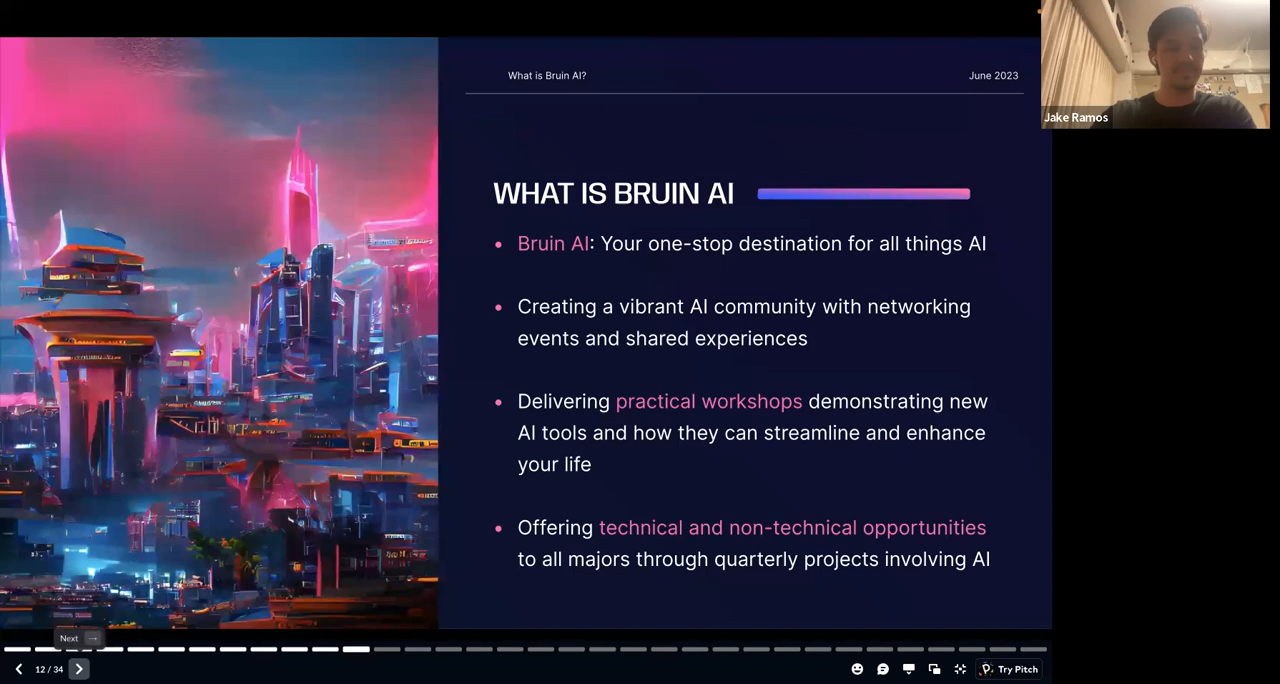 What is Bruin AI?
June 2023
Jake Ramos
WHAT IS BRUIN AI
• Bruin AI: Your one-stop destination for all things AI
• Creating a vibrant AI community with networking
events and shared experiences
• Delivering practical workshops demonstrating new
AI tools and how they can streamline and enhance
your life
• Offering technical and non-technical opportunities
to all majors through quarterly projects involving AI
Next →
12 / 34
Try Pitch